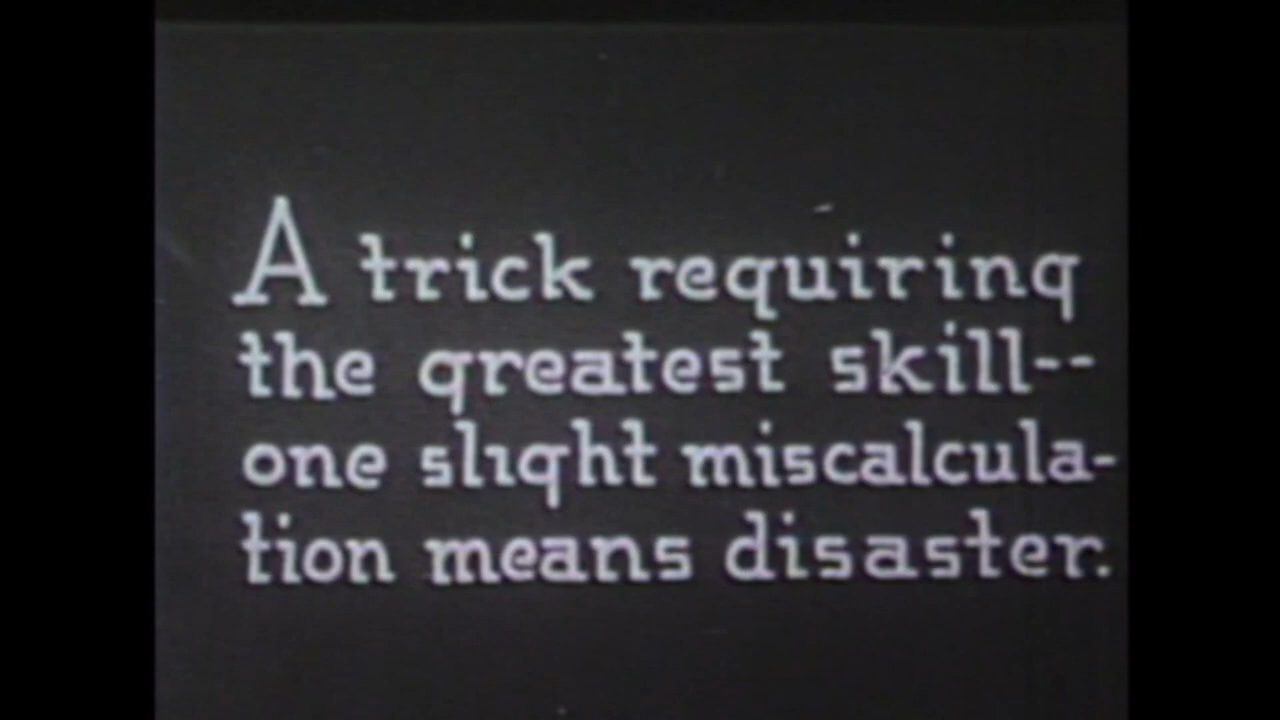 A trick requiring
the greatest skill--
one slight miscalcula-
tion means disaster.